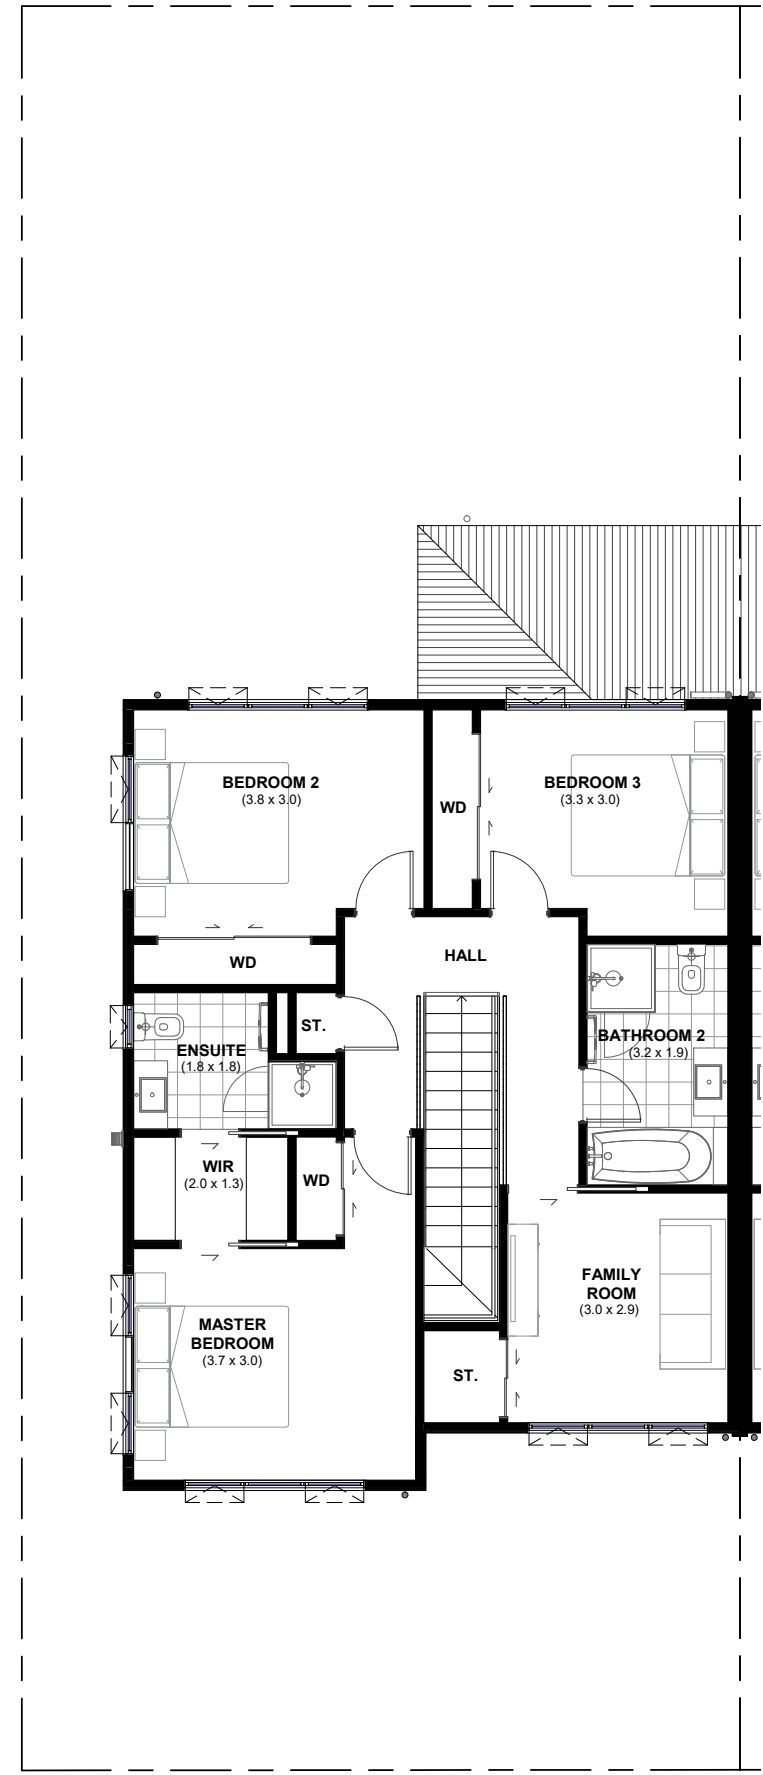 BEDROOM 2
(3.8 x 3.0)
BEDROOM 3
(3.3 x 3.0)
WD
HALL
WD
ST.
ENSUITE
(1.8 x 1.8)
BATHROOM 2
(3.2 x 1.9)
WIR
(2.0 x 1.3)
WD
FAMILY
ROOM
(3.0 x 2.9)
MASTER
BEDROOM
(3.7 x 3.0)
ST.